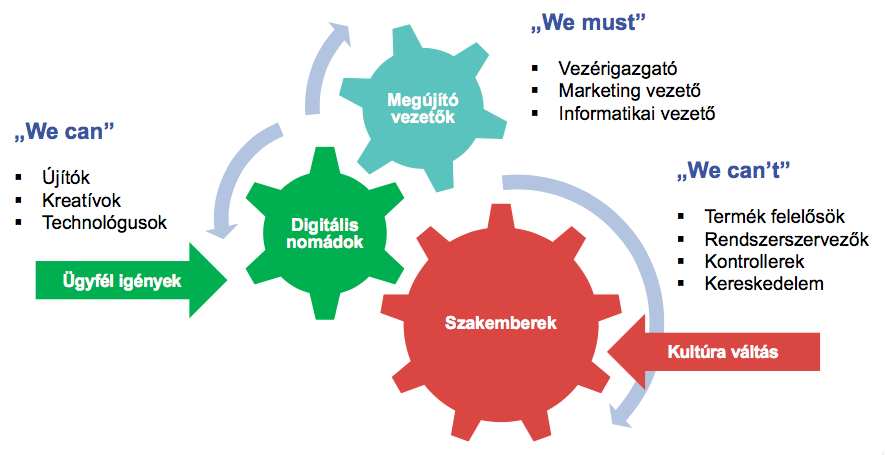 „We must”
▪ Vezérigazgató
▪ Marketing vezető
▪ Informatikai vezető
Megújító
vezetők
„We can”
▪ Újítók
▪ Kreatívok
▪ Technológusok
Digitális
nomádok
Ügyfél igények
„We can’t”
▪ Termék felelősök
▪ Rendszerszervezők
▪ Kontrollerek
▪ Kereskedelem
Szakemberek
Kultúra váltás